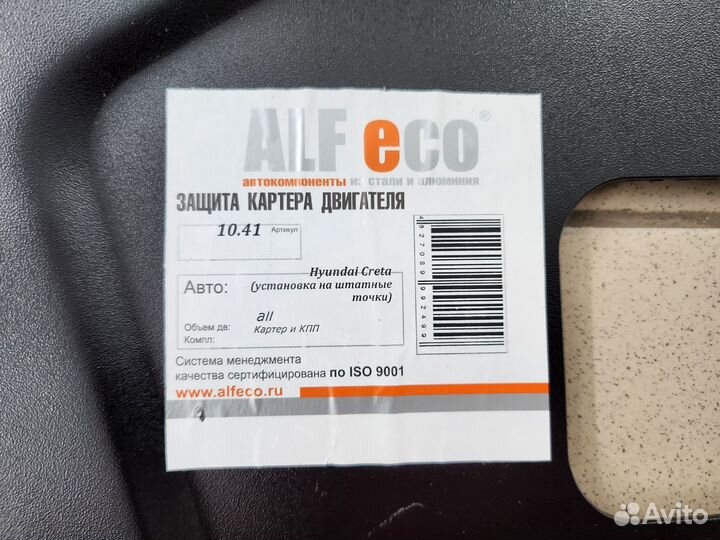 ALF eco®
автокомпоненты из стали и алюминия
ЗАЩИТА КАРТЕРА ДВИГАТЕЛЯ
10.41 Артикул
Hyundai Creta
Авто: (установка на штатные
точки)
all
Объем дв: Картер и КПП
Компл:
Система менеджмента
качества сертифицирована по ISO 9001
www.alfeco.ru
Avito